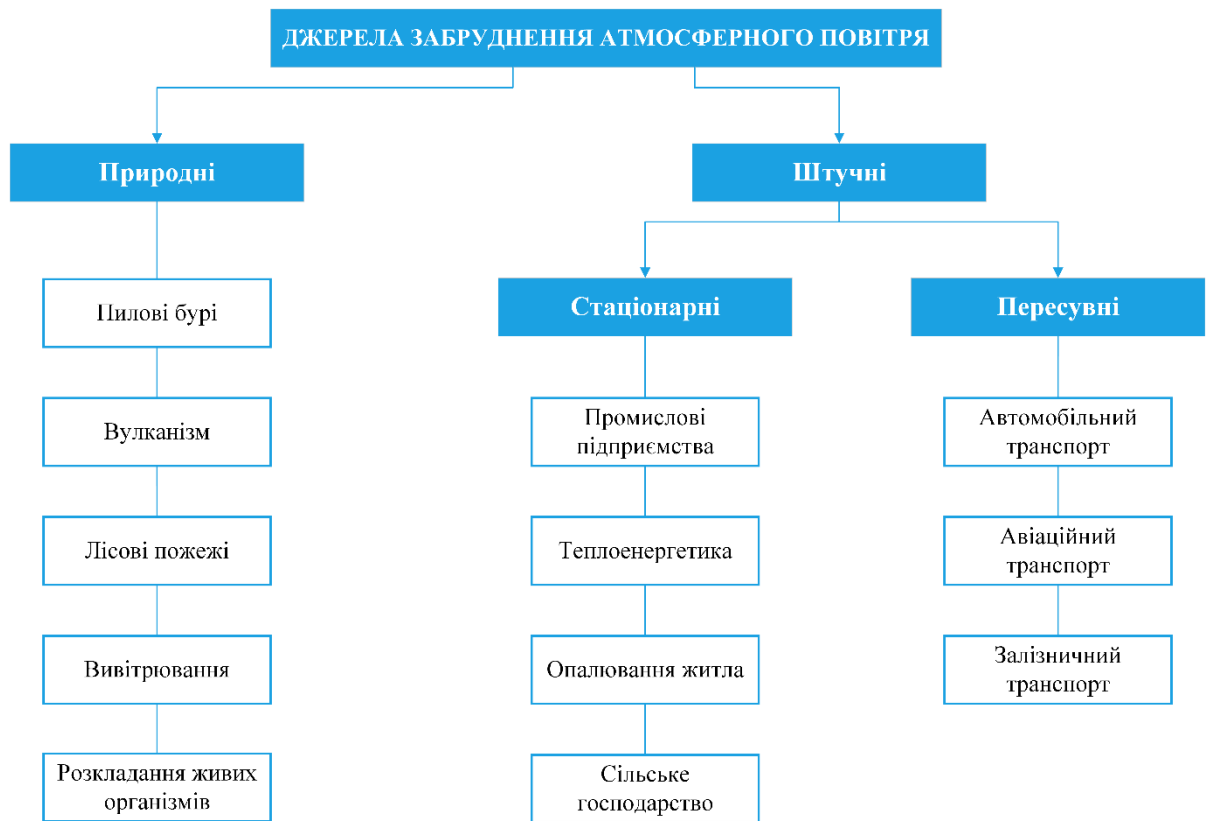 ДЖЕРЕЛА ЗАБРУДНЕННЯ АТМОСФЕРНОГО ПОВІТРЯ
Природні
Штучні
Пилові бурі
Вулканізм
Лісові пожежі
Вивітрювання
Розкладання живих
організмів
Стаціонарні
Промислові
підприємства
Теплоенергетика
Опалювання житла
Сільське
господарство
Пересувні
Автомобільний
транспорт
Авіаційний
транспорт
Залізничний
транспорт